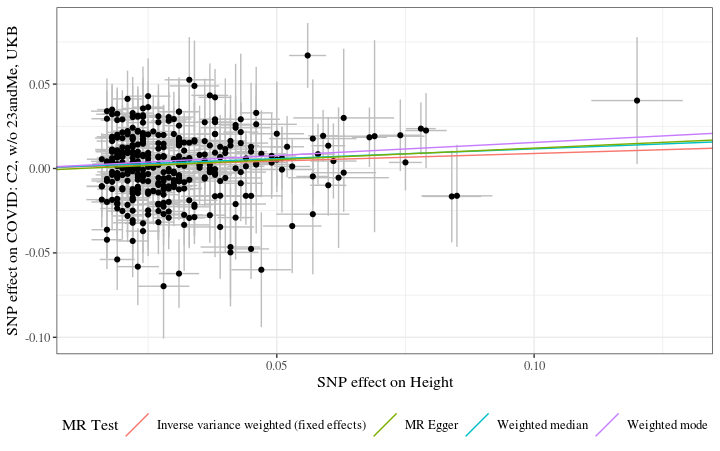 SNP effect on COVID: C2, w/o 23andMe, UKB
0.05
0.00
-0.05
-0.10
0.05
0.10
SNP effect on Height
MR Test
Inverse variance weighted (fixed effects)
MR Egger
Weighted median
Weighted mode